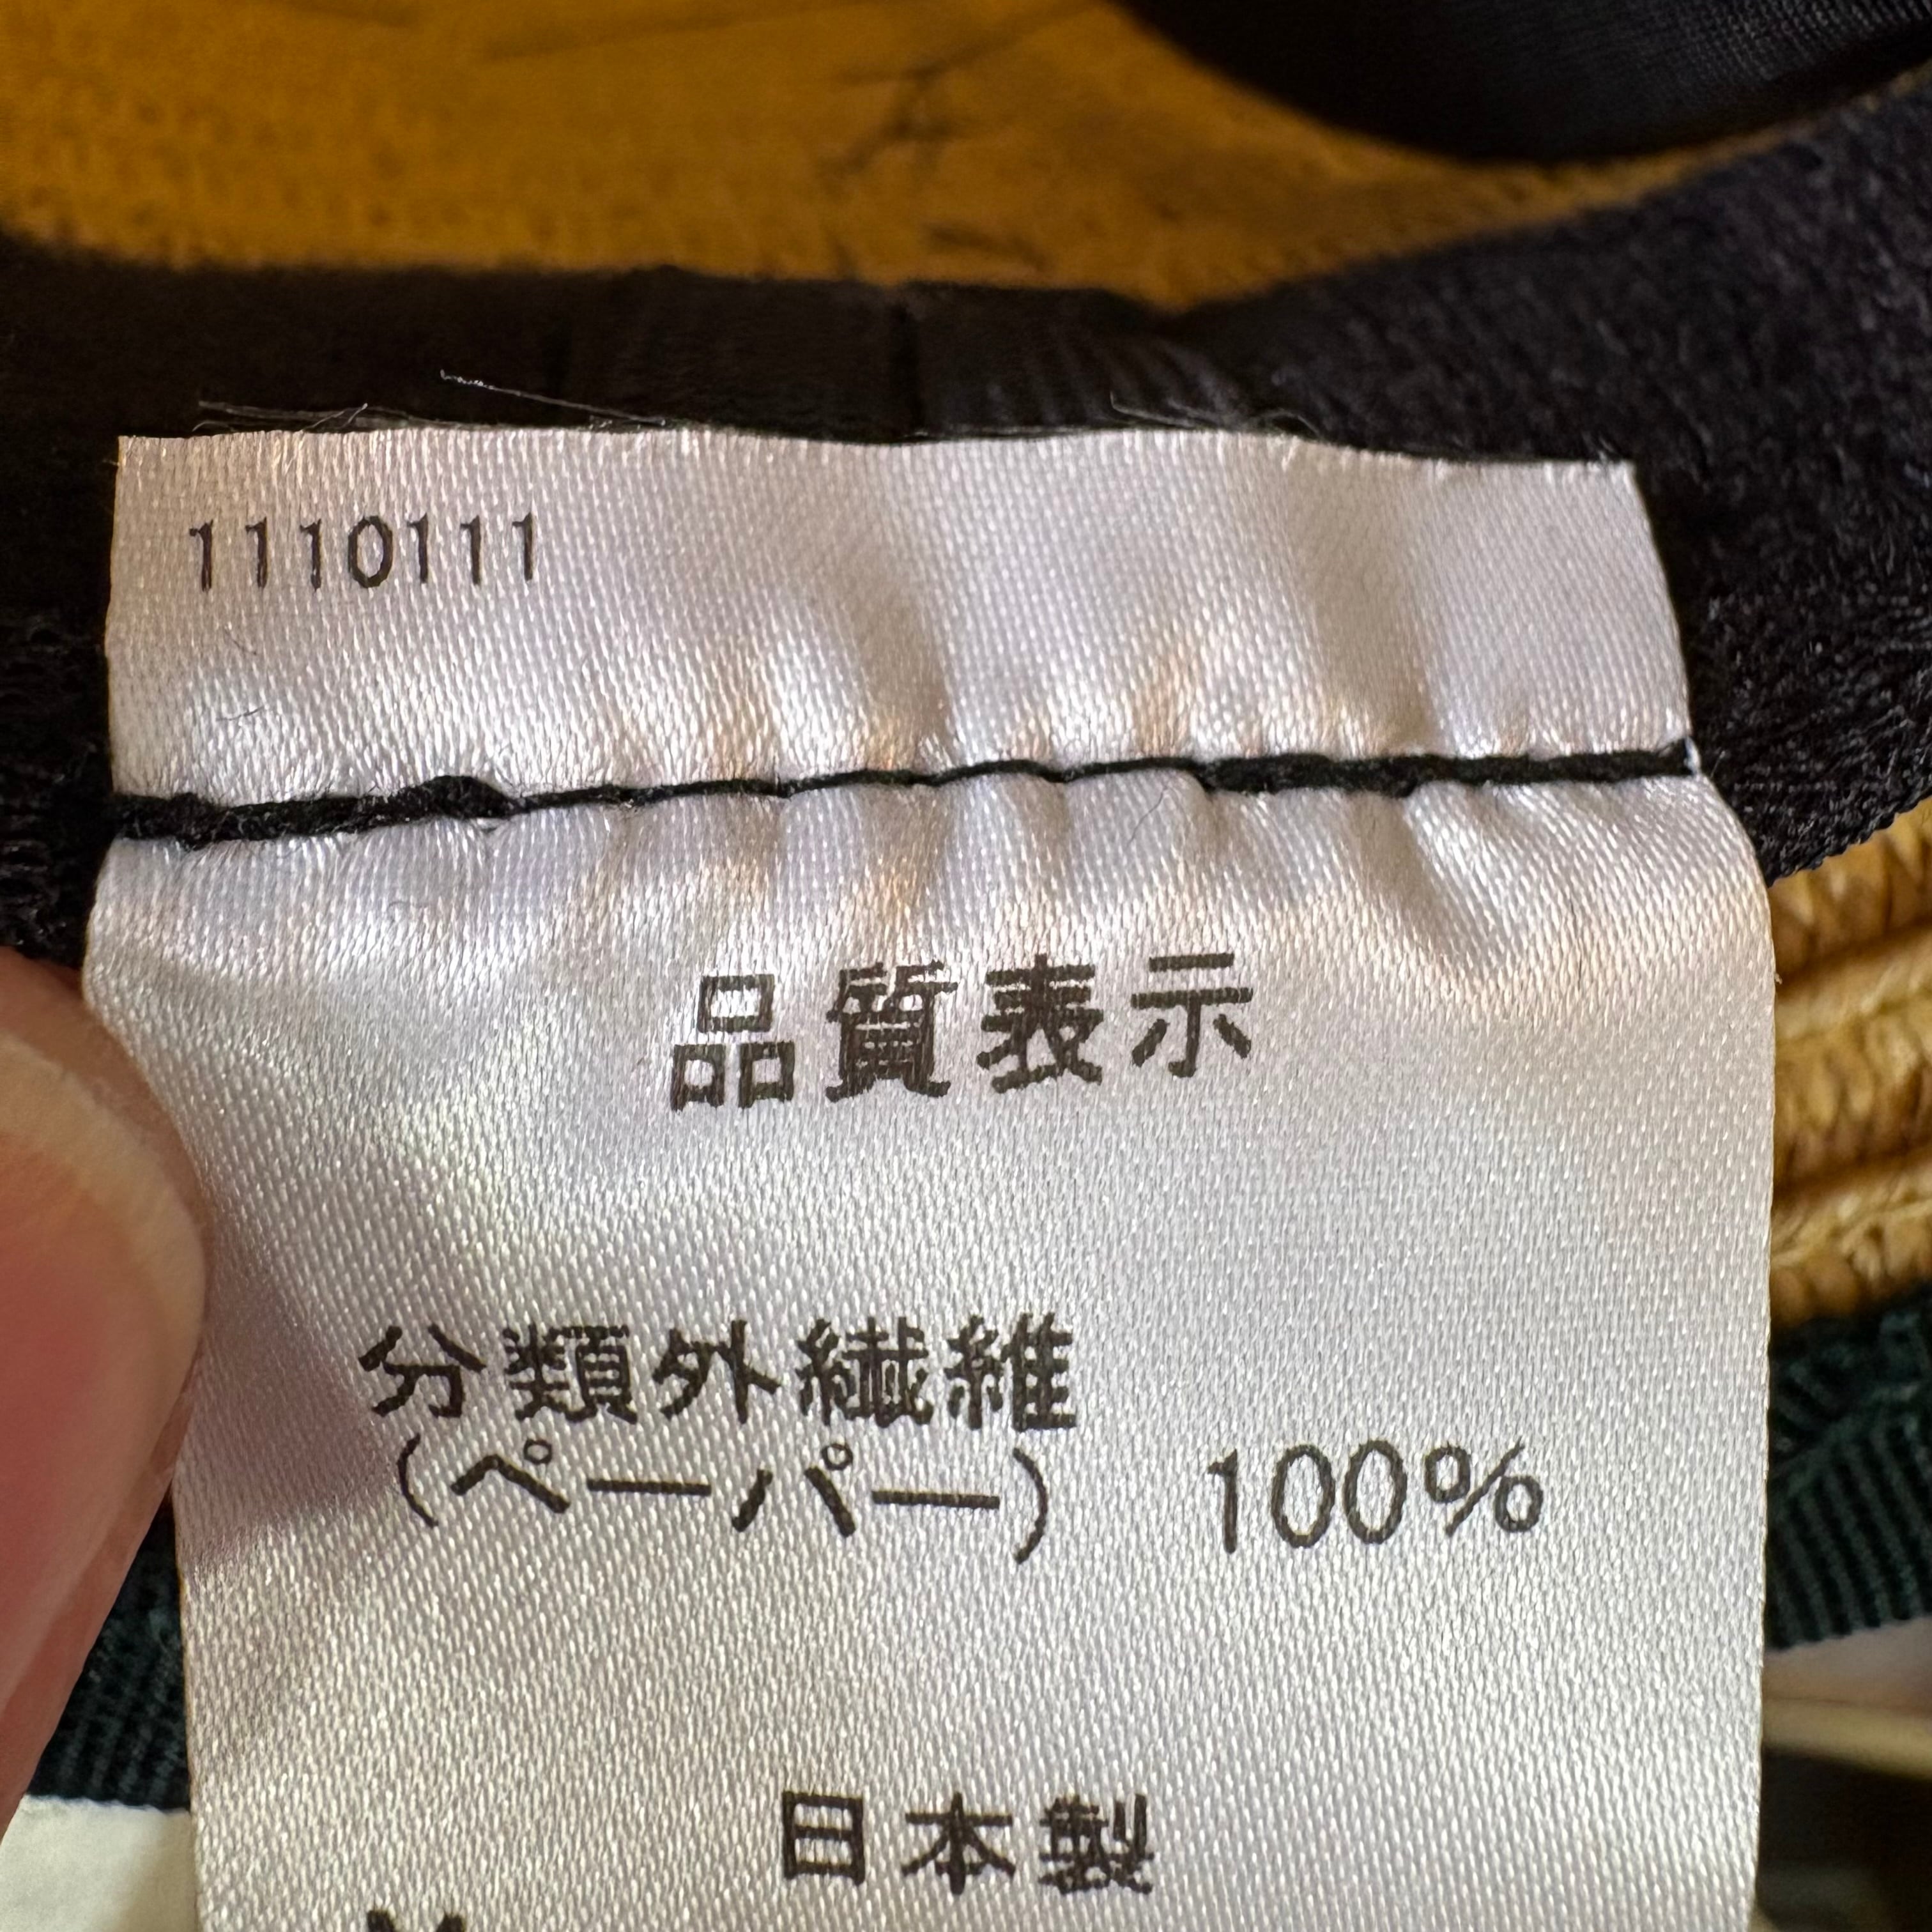 1110111
品質表示
分類外繊維
(ペーパー) 100%
日本製